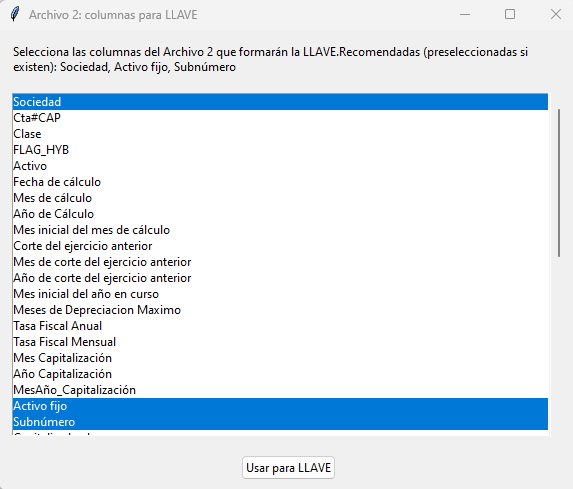 Archivo 2: columnas para LLAVE
Selecciona las columnas del Archivo 2 que formarán la LLAVE.Recomendadas (preseleccionadas si
existen): Sociedad, Activo fijo, Subnúmero
Sociedad
Cta#CAP
Clase
FLAG_HYB
Activo
Fecha de cálculo
Mes de cálculo
Año de Cálculo
Mes inicial del mes de cálculo
Corte del ejercicio anterior
Mes de corte del ejercicio anterior
Año de corte del ejercicio anterior
Mes inicial del año en curso
Meses de Depreciacion Maximo
Tasa Fiscal Anual
Tasa Fiscal Mensual
Mes Capitalización
Año Capitalización
MesAño_Capitalización
Activo fijo
Subnúmero
Usar para LLAVE